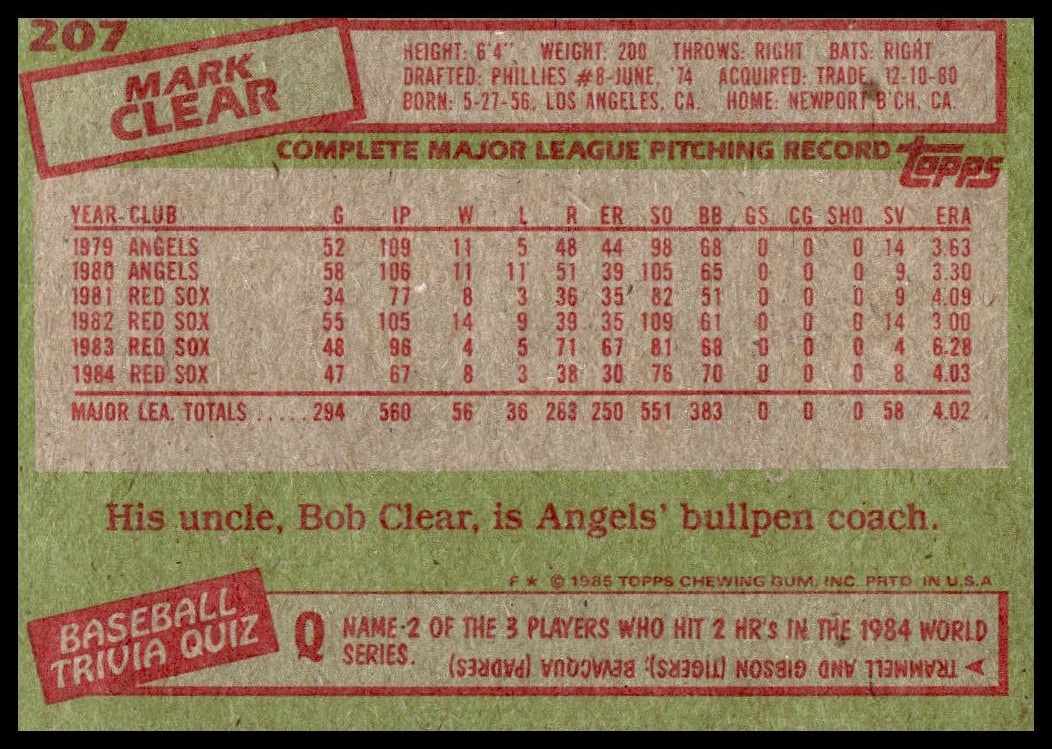 207
MARK
CLEAR
HEIGHT: 6'4" WEIGHT: 200 THROWS: RIGHT BATS: RIGHT
DRAFTED: PHILLIES #8-JUNE, '74 ACQUIRED: TRADE, 12-10-80
BORN: 5-27-56, LOS ANGELES, CA. HOME: NEWPORT B'CH, CA.
COMPLETE MAJOR LEAGUE PITCHING RECORD topps
YEAR CLUB G IP W L R ER SO BB GS CG SHO SV ERA
1979 ANGELS 52 109 11 5 48 44 98 68 0 0 0 14 3.63
1980 ANGELS 58 106 11 11 51 39 105 65 0 0 0 9 3.30
1981 RED SOX 34 77 8 3 36 35 82 51 0 0 0 9 4.09
1982 RED SOX 55 105 14 9 39 35 109 61 0 0 0 14 3.00
1983 RED SOX 48 96 4 5 71 67 81 68 0 0 0 4 6.28
1984 RED SOX 47 67 8 3 38 30 76 70 0 0 0 8 4.03
MAJOR LEA. TOTALS ..... 294 560 56 36 283 250 551 383 0 0 0 58 4.02
His uncle, Bob Clear, is Angels' bullpen coach.
F ★ © 1985 TOPPS CHEWING GUM, INC. PRTD. IN U.S.A
BASEBALL
TRIVIA QUIZ
Q NAME 2 OF THE 3 PLAYERS WHO HIT 2 HR's IN THE 1984 WORLD
SERIES.
A TRAMMELL AND GIBSON (TIGERS); BEVACQUA (PADRES)